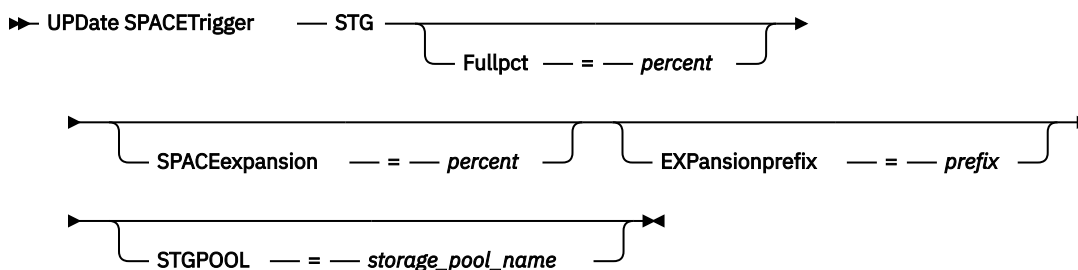 UPDate SPACETrigger — STG
Fullpct — = — percent
SPACEexpansion — = — percent EXPansionprefix — = — prefix
STGPOOL — = — storage_pool_name